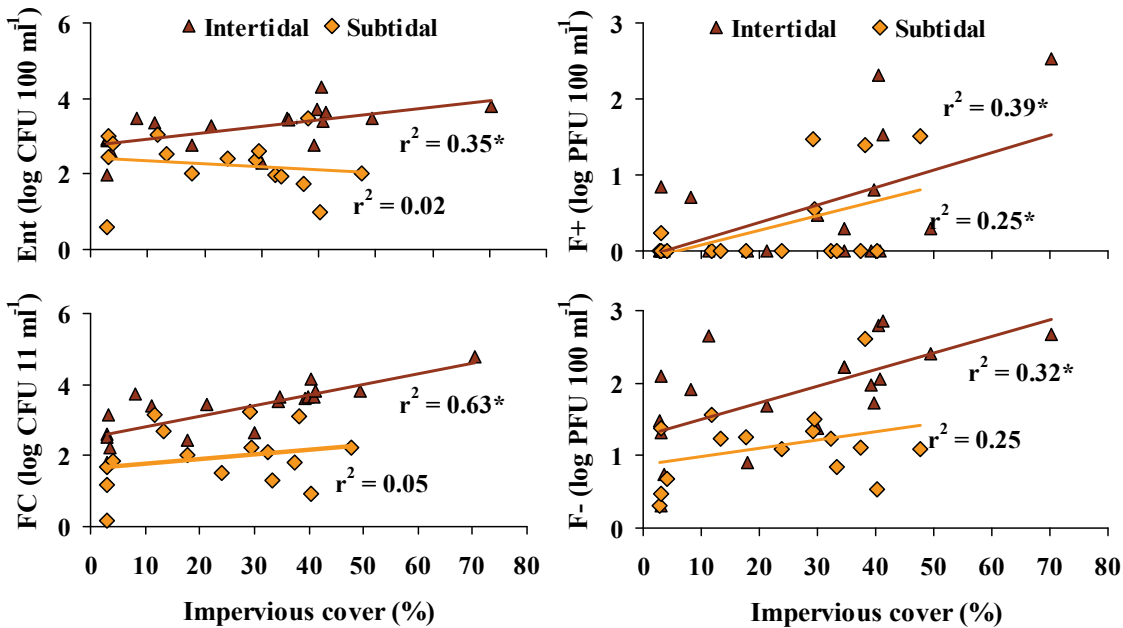 Intertidal Subtidal
Ent (log CFU 100 ml-1)
6
4
2
0
r2 = 0.35*
r2 = 0.02
Intertidal Subtidal
F+ (log PFU 100 ml-1)
3
2
1
0
r2 = 0.39*
r2 = 0.25*
FC (log CFU 11 ml-1)
6
4
2
0
r2 = 0.63*
r2 = 0.05
0 10 20 30 40 50 60 70 80
Impervious cover (%)
F- (log PFU 100 ml-1)
3
2
1
0
r2 = 0.32*
r2 = 0.25
0 10 20 30 40 50 60 70 80
Impervious cover (%)